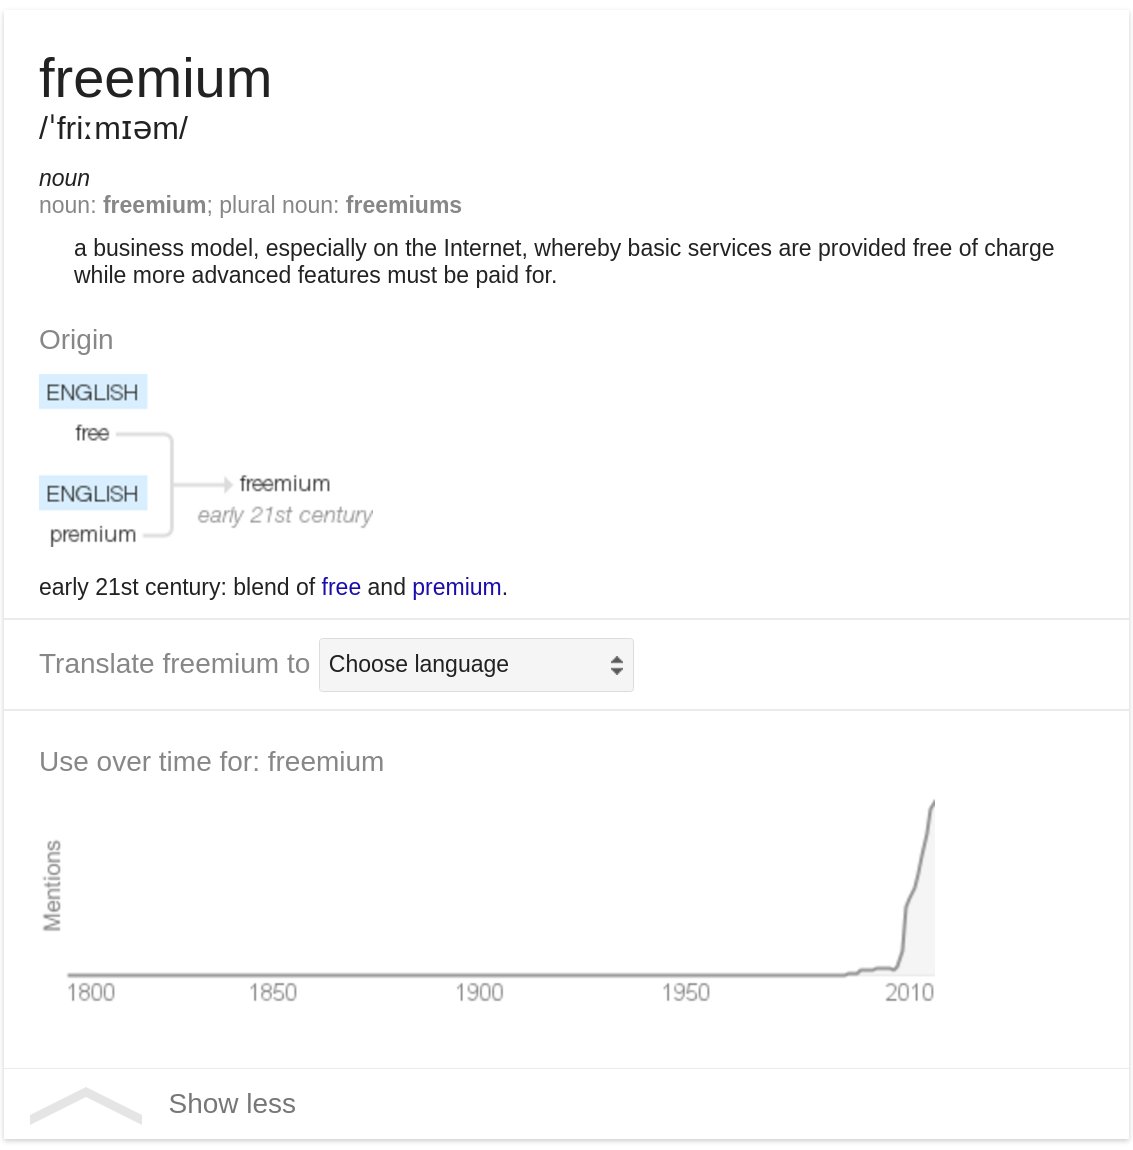 freemium
/ˈfriːmɪəm/
noun
noun: freemium; plural noun: freemiums
a business model, especially on the Internet, whereby basic services are provided free of charge
while more advanced features must be paid for.
Origin
ENGLISH
free
ENGLISH
premium
freemium
early 21st century
early 21st century: blend of free and premium.
Translate freemium to Choose language
Use over time for: freemium
Mentions
1800 1850 1900 1950 2010
Show less